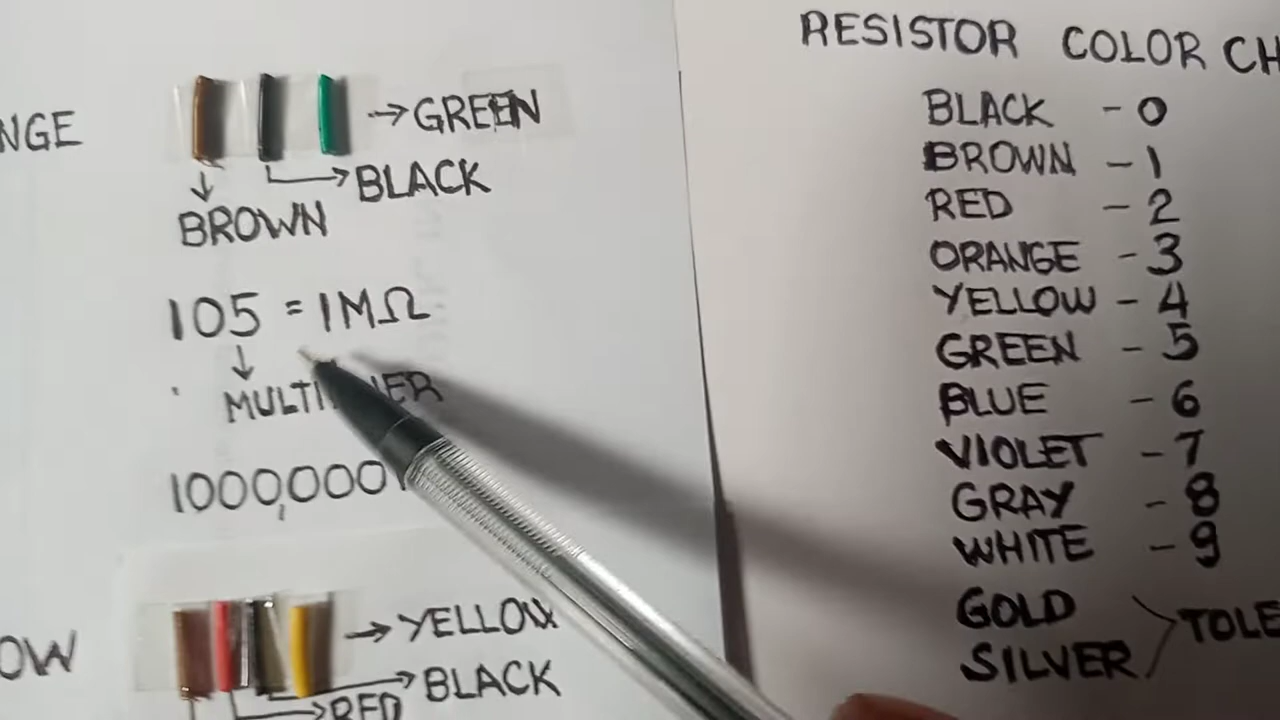 NGE
→GREEN
→BLACK
BROWN
105 = 1MΩ
1000,000
OW
→YELLOW
→BLACK
→RED
RESISTOR COLOR CH
BLACK - 0
BROWN - 1
RED - 2
ORANGE - 3
YELLOW - 4
GREEN - 5
BLUE - 6
VIOLET - 7
GRAY - 8
WHITE - 9
GOLD
SILVER
TOLE